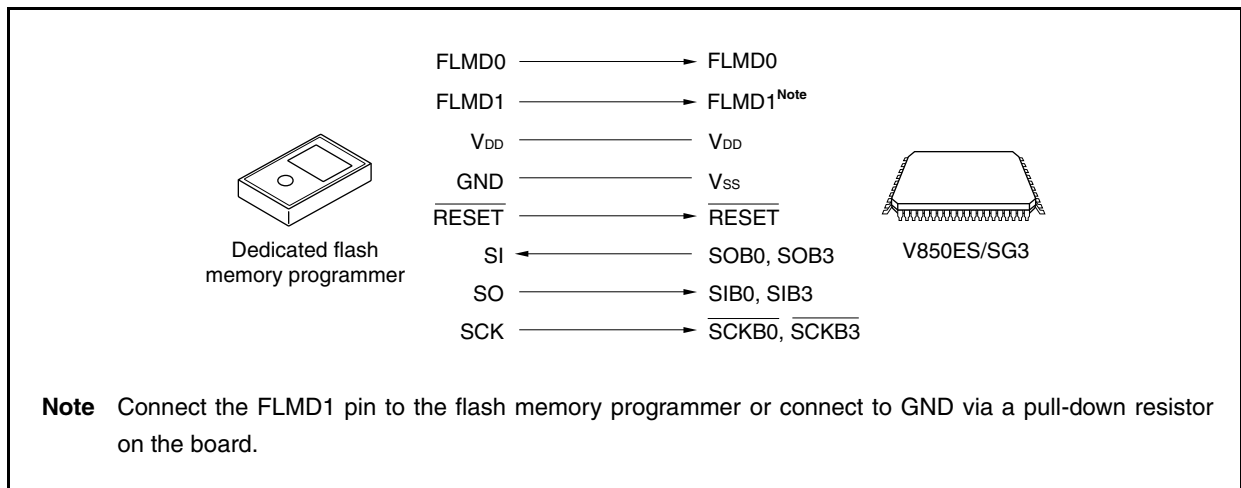 FLMD0 FLMD0
FLMD1 FLMD1Note
VDD VDD
GND VSS
RESET RESET
Dedicated flash
memory programmer
SI SOB0, SOB3
V850ES/SG3
SO SIB0, SIB3
SCK SCKB0, SCKB3
Note Connect the FLMD1 pin to the flash memory programmer or connect to GND via a pull-down resistor
on the board.